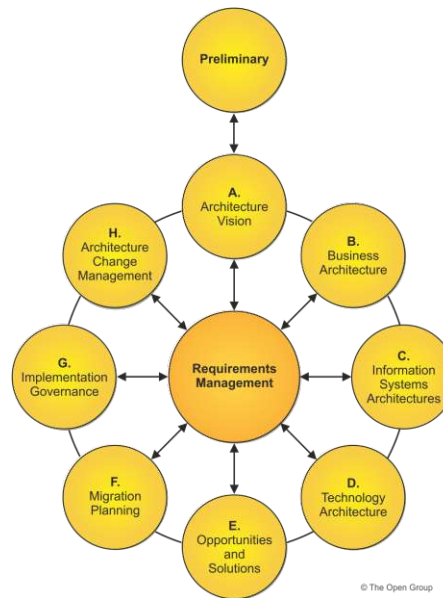 Preliminary
A.
Architecture
Vision
B.
Business
Architecture
C.
Information
Systems
Architectures
D.
Technology
Architecture
E.
Opportunities
and
Solutions
F.
Migration
Planning
G.
Implementation
Governance
H.
Architecture
Change
Management
Requirements
Management
© The Open Group